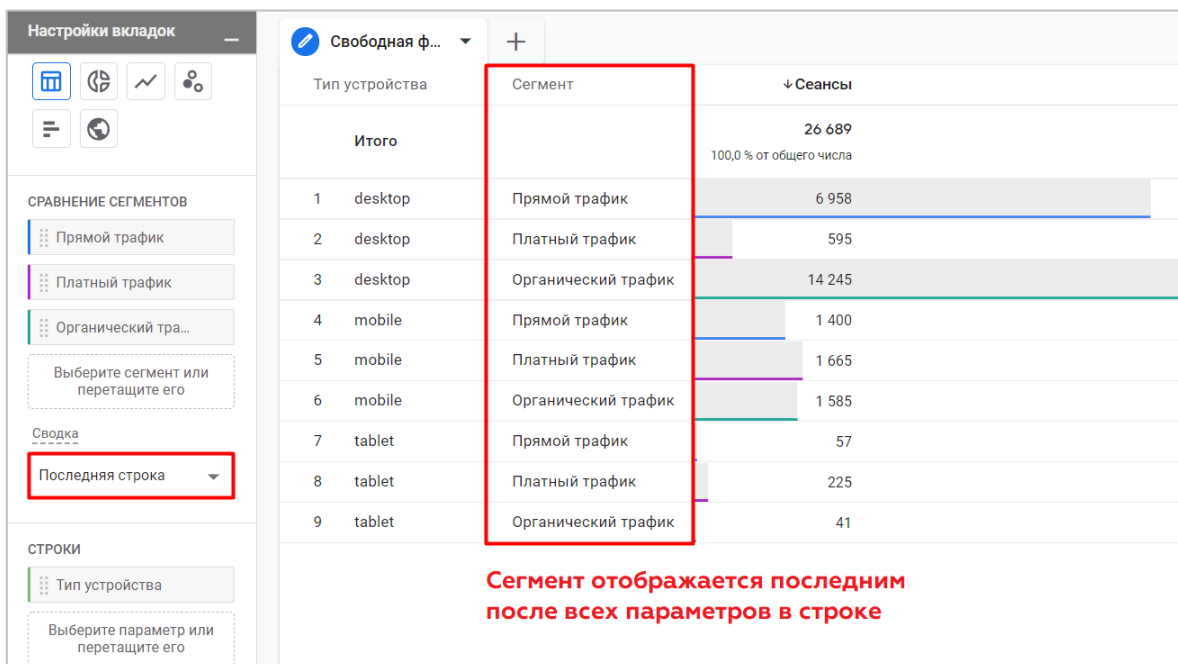 Настройки вкладок
СРАВНЕНИЕ СЕГМЕНТОВ
Прямой трафик
Платный трафик
Органический тра...
Выберите сегмент или
перетащите его
Сводка
Последняя строка
СТРОКИ
Тип устройства
Выберите параметр или
перетащите его
Свободная ф...
Тип устройства Сегмент ↓Сеансы
Итого 26 689
100,0 % от общего числа
1 desktop Прямой трафик 6 958
2 desktop Платный трафик 595
3 desktop Органический трафик 14 245
4 mobile Прямой трафик 1 400
5 mobile Платный трафик 1 665
6 mobile Органический трафик 1 585
7 tablet Прямой трафик 57
8 tablet Платный трафик 225
9 tablet Органический трафик 41
Сегмент отображается последним
после всех параметров в строке